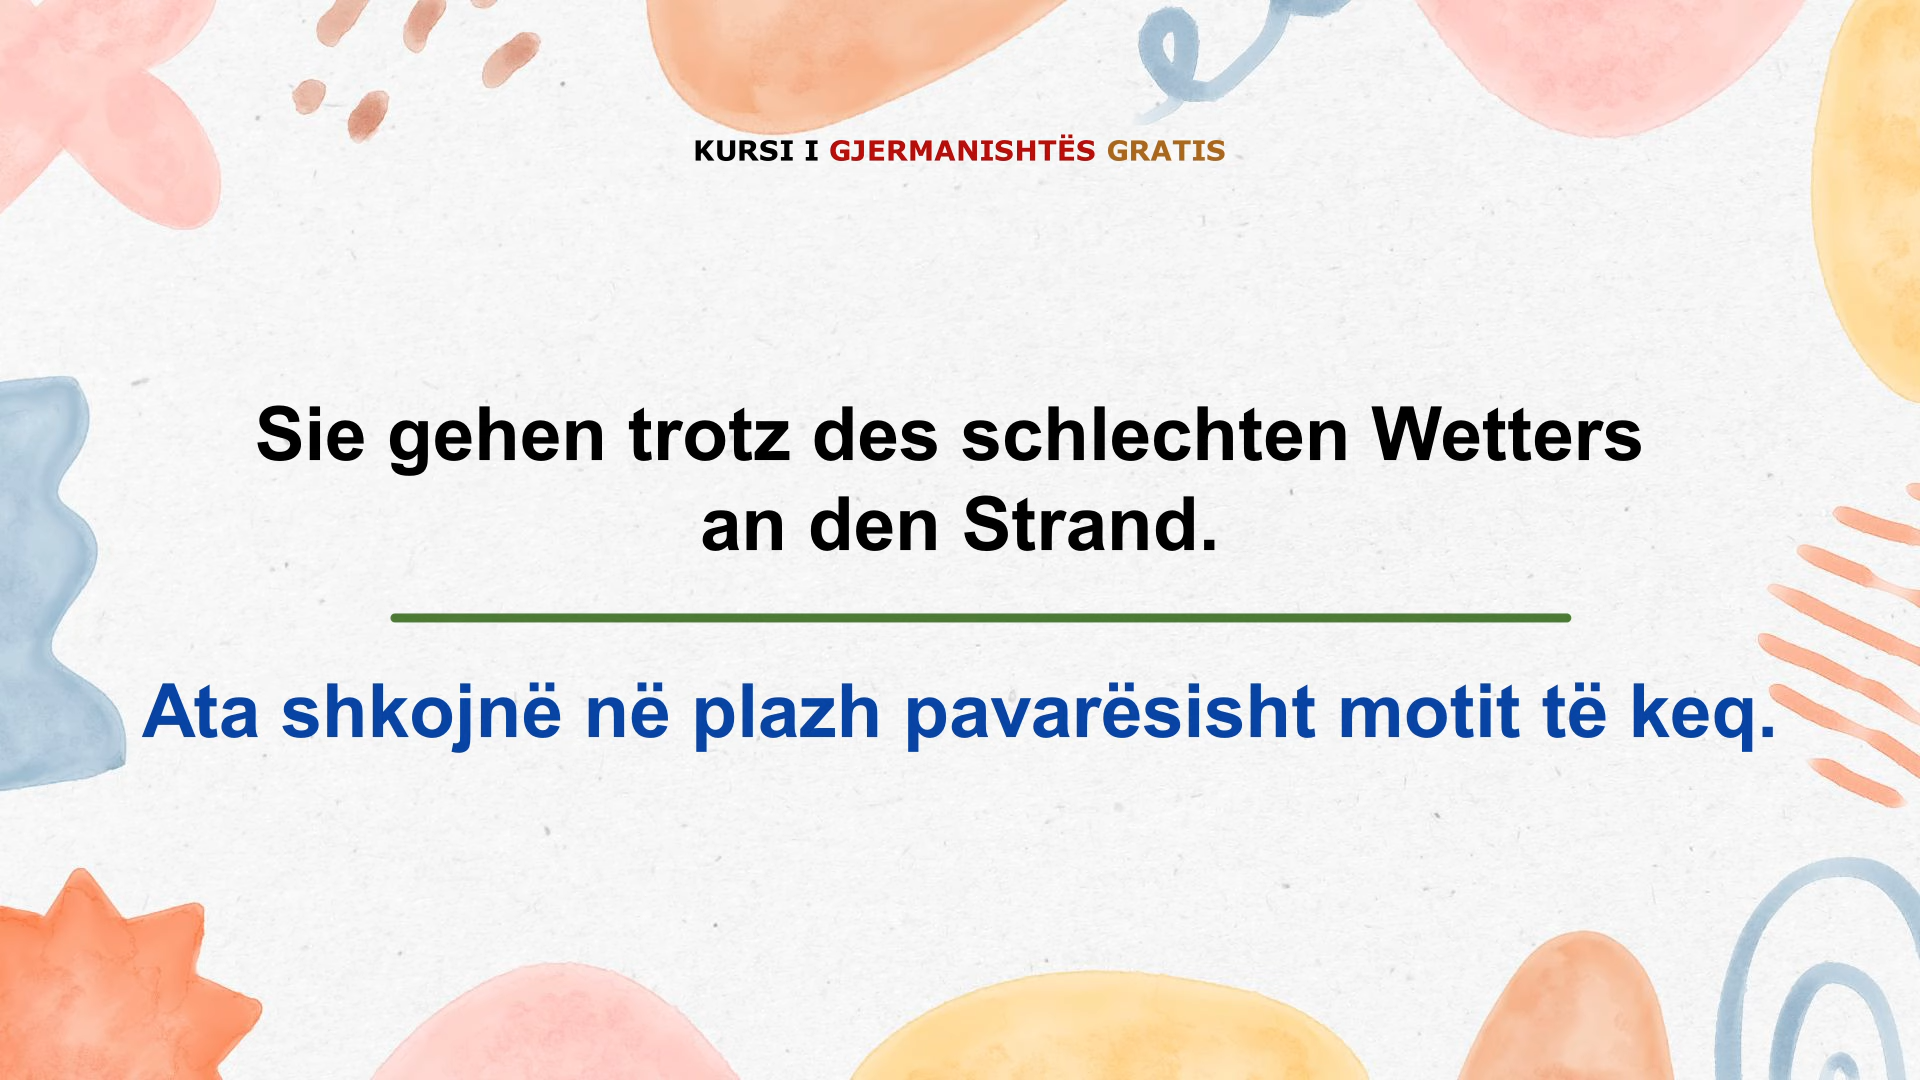 KURSI I GJERMANISHTËS GRATIS
Sie gehen trotz des schlechten Wetters
an den Strand.
Ata shkojnë në plazh pavarësisht motit të keq.